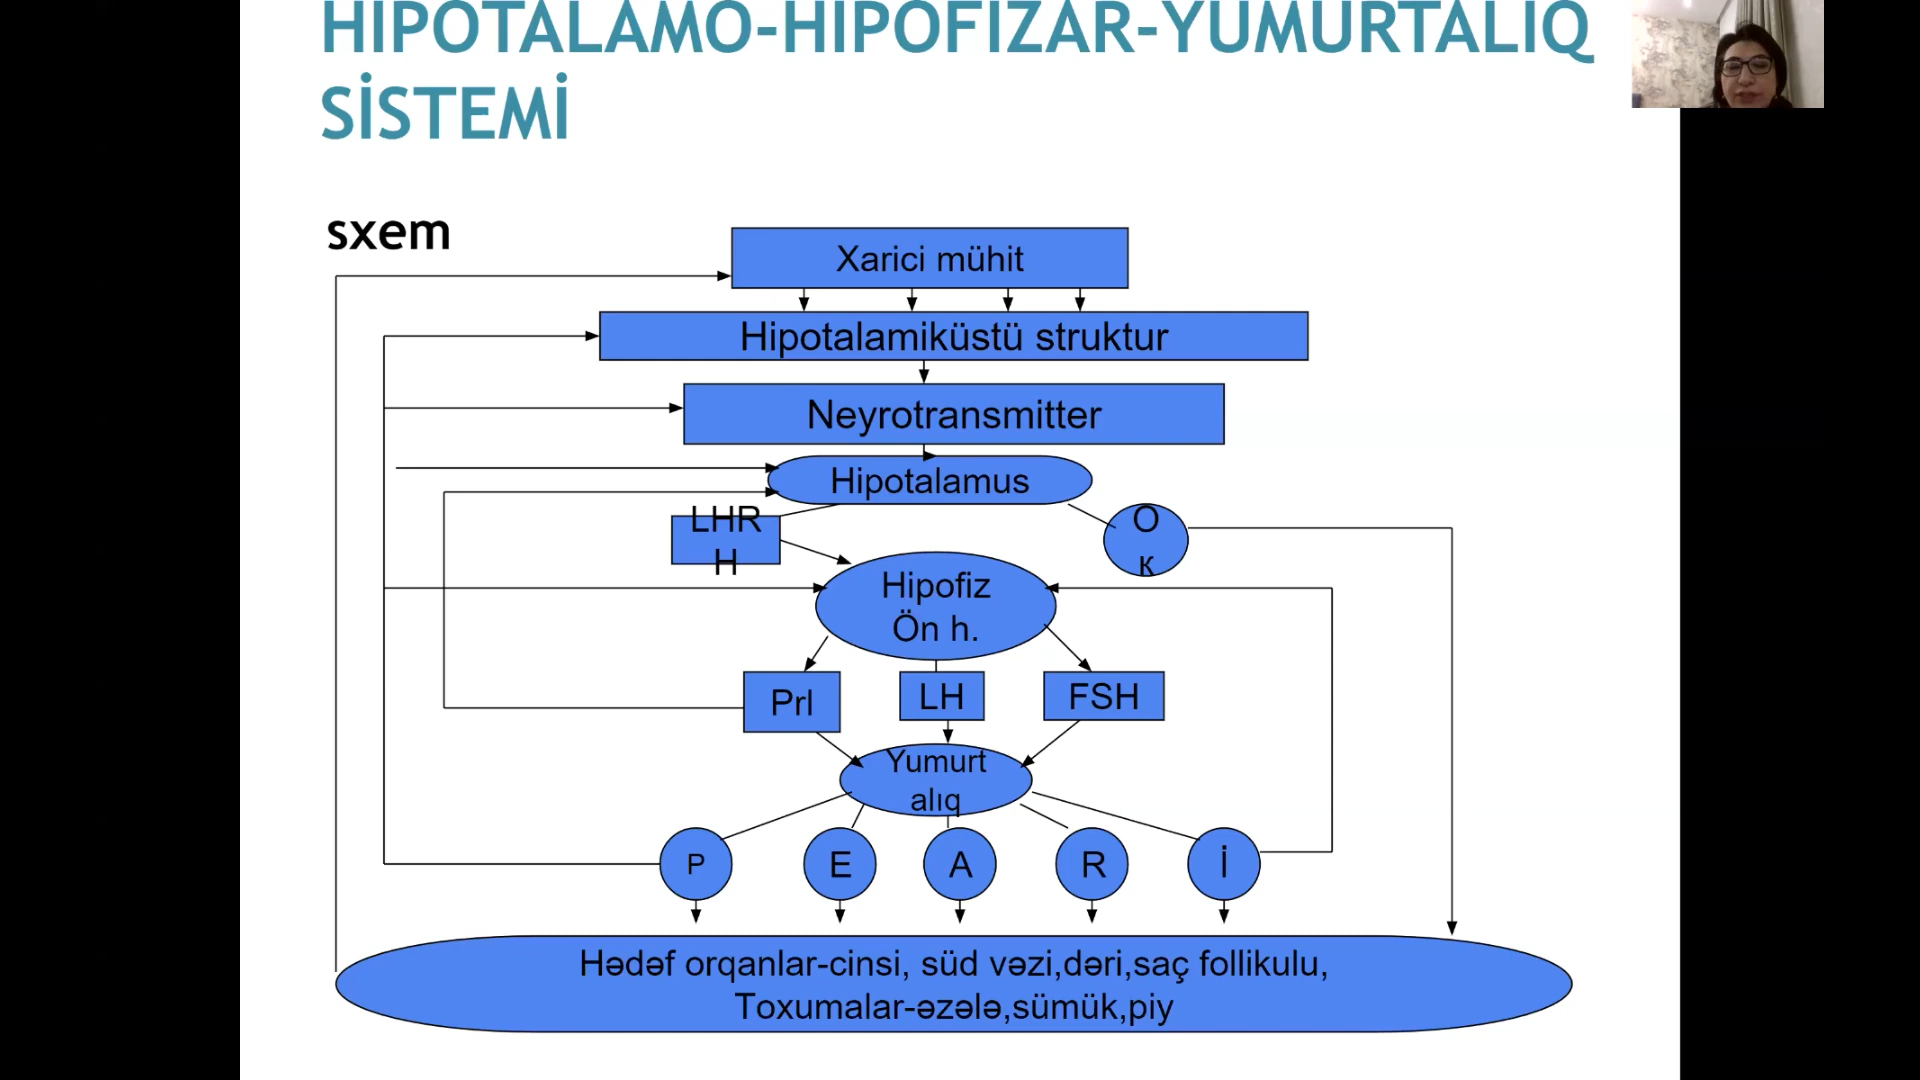 HİPOTALAMO-HİPOFİZAR-YUMURTALIQ
SİSTEMİ
sxem
Xarici mühit
Hipotalamiküstü struktur
Neyrotransmitter
Hipotalamus
LHR
H
O
к
Hipofiz
Ön h.
Prl
LH
FSH
Yumurt
alıq
P
E
A
R
İ
Hədəf orqanlar-cinsi, süd vəzi,dəri,saç follikulu,
Toxumalar-əzələ,sümük,piy